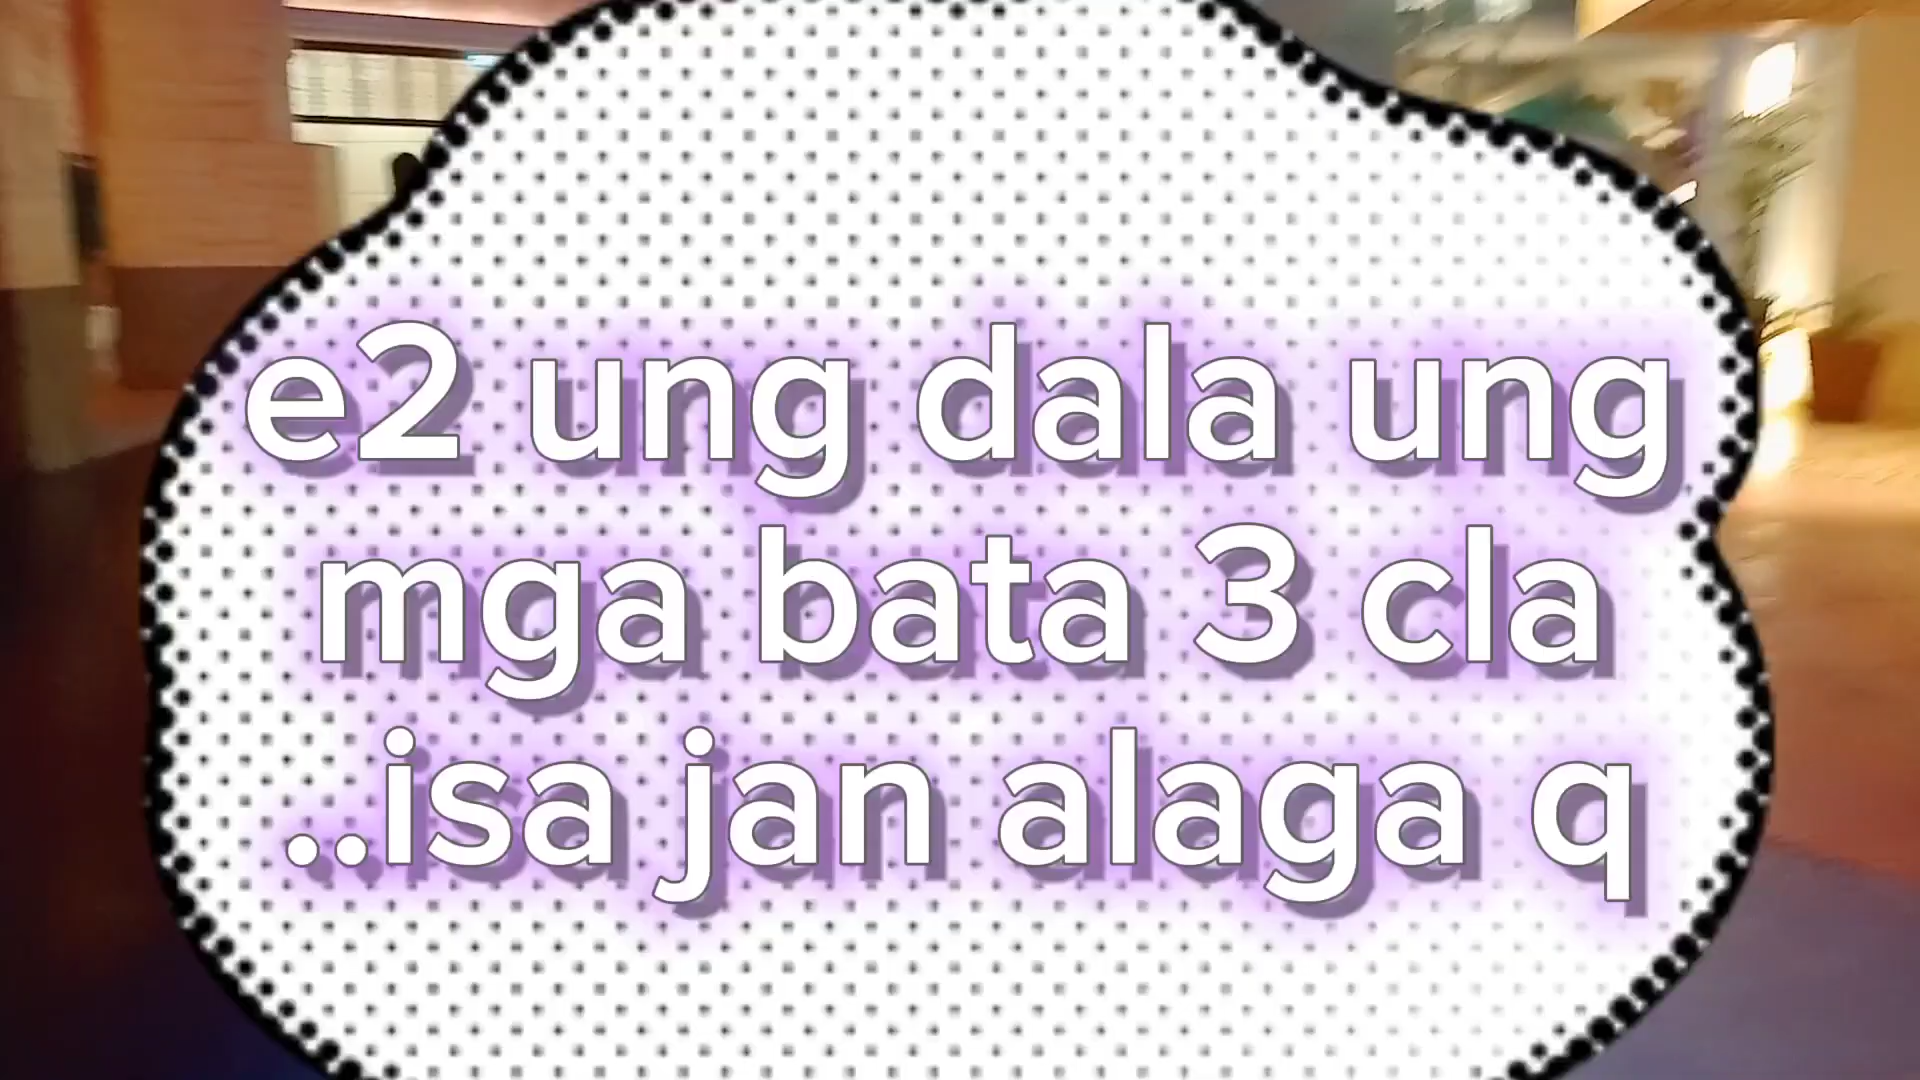 e2 ung dala ung
mga bata 3 cla
..isa jan alaga q